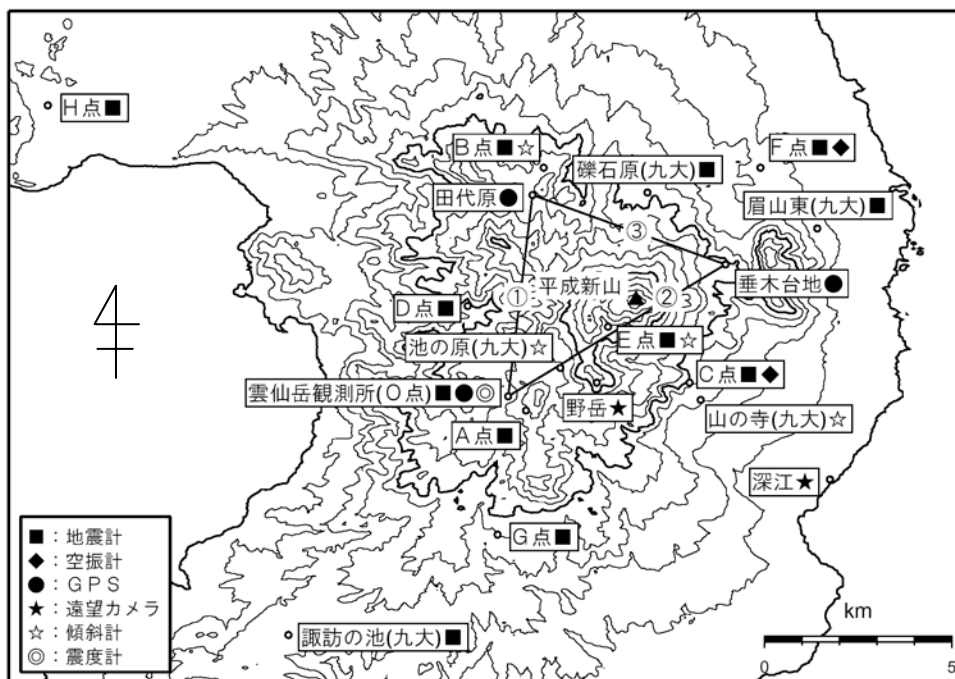 H点■
B点■☆
F点■◆
礫石原(九大)■
田代原●
眉山東(九大)■
③
平成新山
②
垂木台地●
①
D点■
池の原(九大)☆
E点■☆
C点■◆
雲仙岳観測所(O点)■●◎
野岳★
山の寺(九大)☆
A点■
深江★
G点■
諏訪の池(九大)■
■：地震計
◆：空振計
●：GPS
★：遠望カメラ
☆：傾斜計
◎：震度計
km
0 5